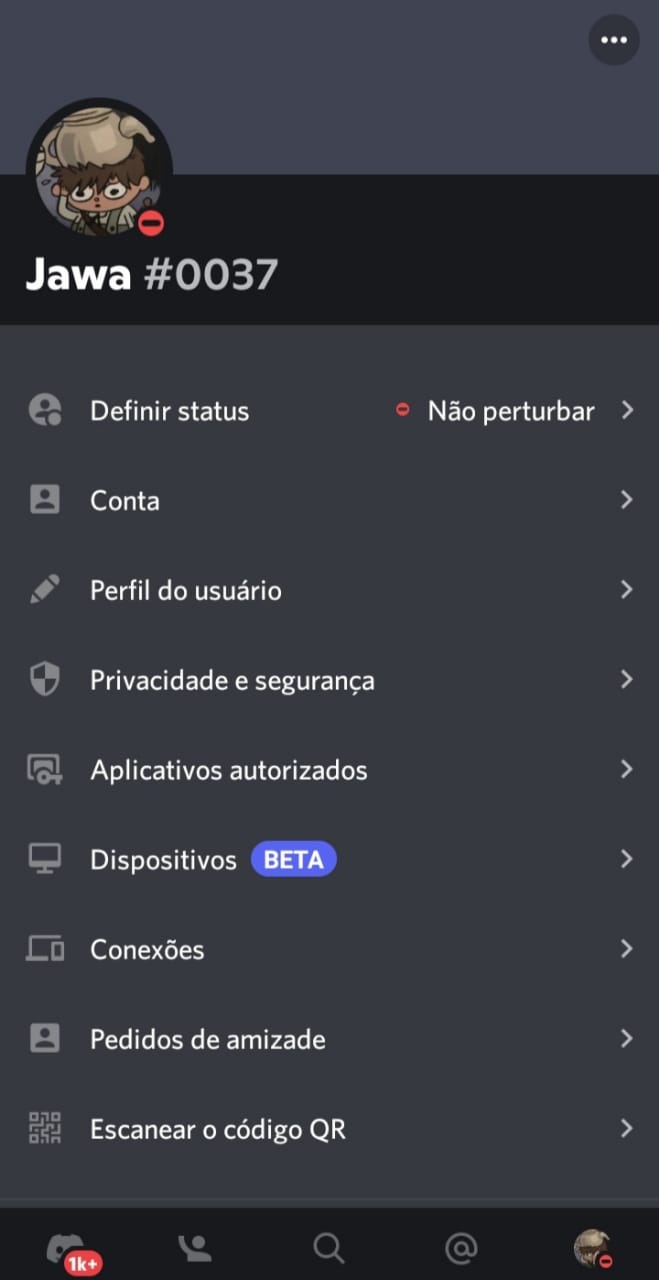 Jawa #0037
Definir status
Não perturbar
Conta
Perfil do usuário
Privacidade e segurança
Aplicativos autorizados
Dispositivos BETA
Conexões
Pedidos de amizade
Escanear o código QR
1k+